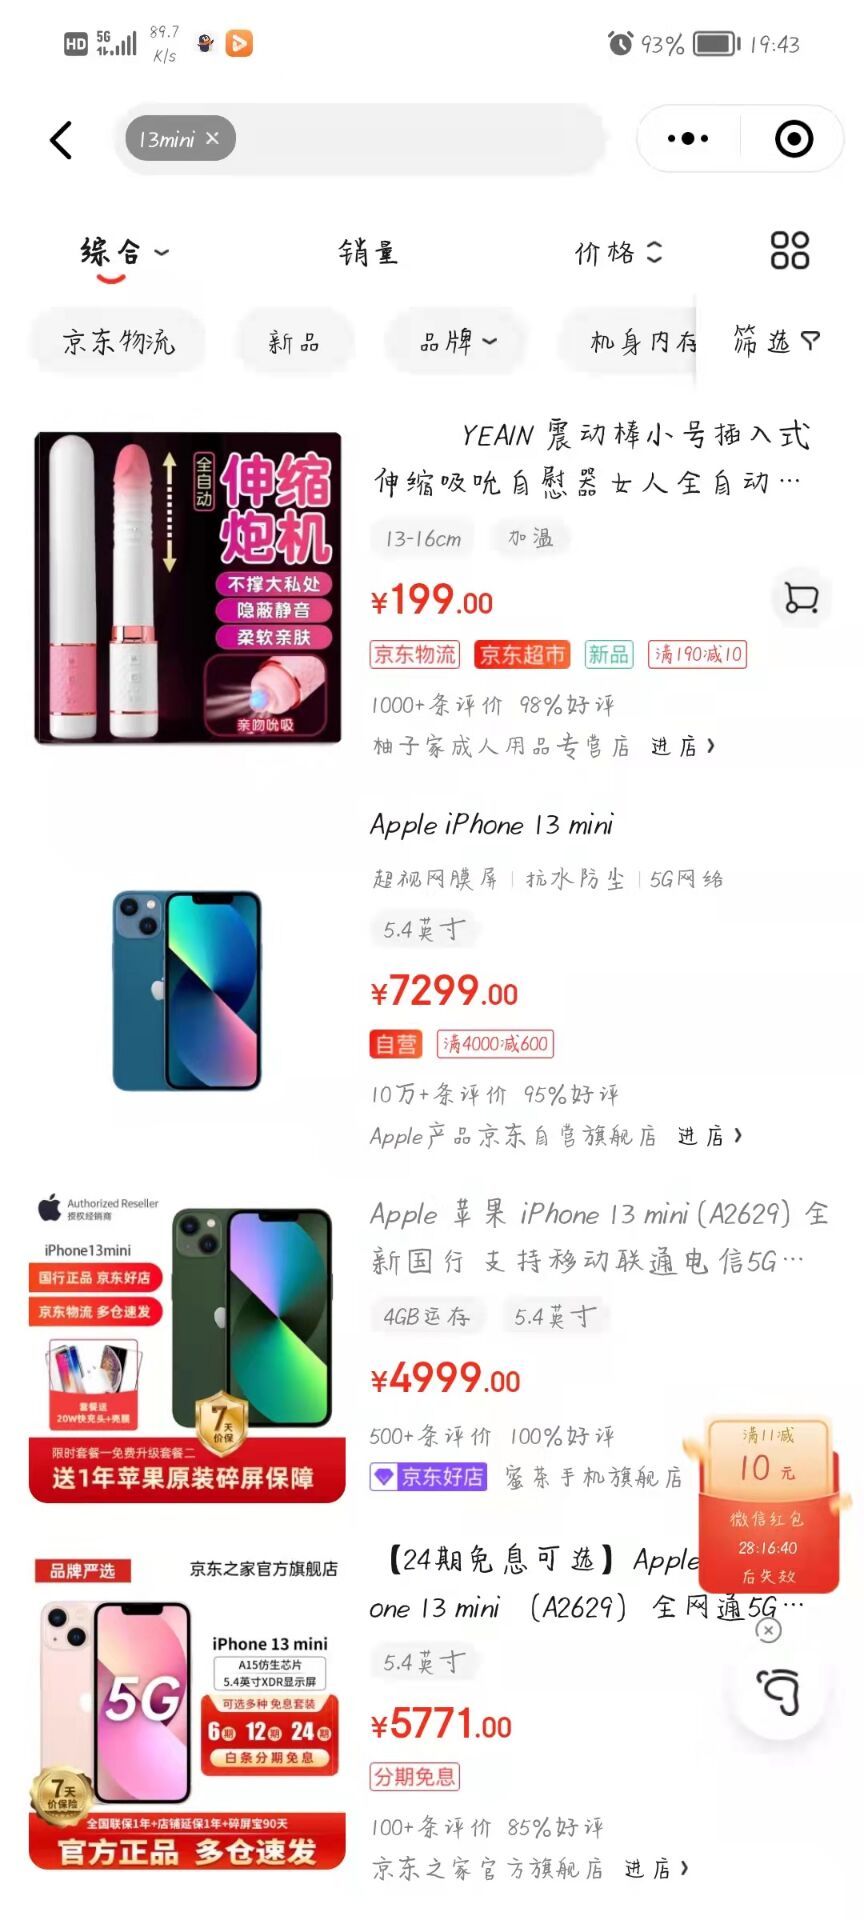 HD 5G 89.7 K/s 93% 19:43
13mini ×
综合 销量 价格
京东物流 新品 品牌 机身内存 筛选
全自动
伸缩
炮机
不撑大私处
隐蔽静音
柔软亲肤
亲吻吮吸
YEAIN 震动棒小号插入式
伸缩吸吮自慰器女人全自动…
13-16cm 加温
¥199.00
京东物流 京东超市 新品 满190减10
1000+条评价 98%好评
柚子家成人用品专营店 进店
Apple iPhone 13 mini
超视网膜屏 | 抗水防尘 | 5G网络
5.4英寸
¥7299.00
自营 满4000减600
10万+条评价 95%好评
Apple产品京东自营旗舰店 进店
Authorized Reseller
授权经销商
iPhone13mini
国行正品 京东好店
京东物流 多仓速发
套餐送
20W快充头+壳膜
7天
价保
限时套餐一免费升级套餐二
送1年苹果原装碎屏保障
Apple 苹果 iPhone 13 mini (A2629) 全
新国行 支持移动联通电信5G…
4GB运存 5.4英寸
¥4999.00
500+条评价 100%好评
京东好店 蜜茶手机旗舰店
满11减
10元
微信红包
28:16:40
后失效
品牌严选 京东之家官方旗舰店
iPhone 13 mini
A15仿生芯片
5.4英寸XDR显示屏
可选多种 免息套装
6期 12期 24期
白条分期免息
5G
7天
价保险
全国联保1年+店铺延保1年+碎屏宝90天
官方正品 多仓速发
【24期免息可选】Apple
one 13 mini （A2629） 全网通5G…
5.4英寸
¥5771.00
分期免息
100+条评价 85%好评
京东之家官方旗舰店 进店